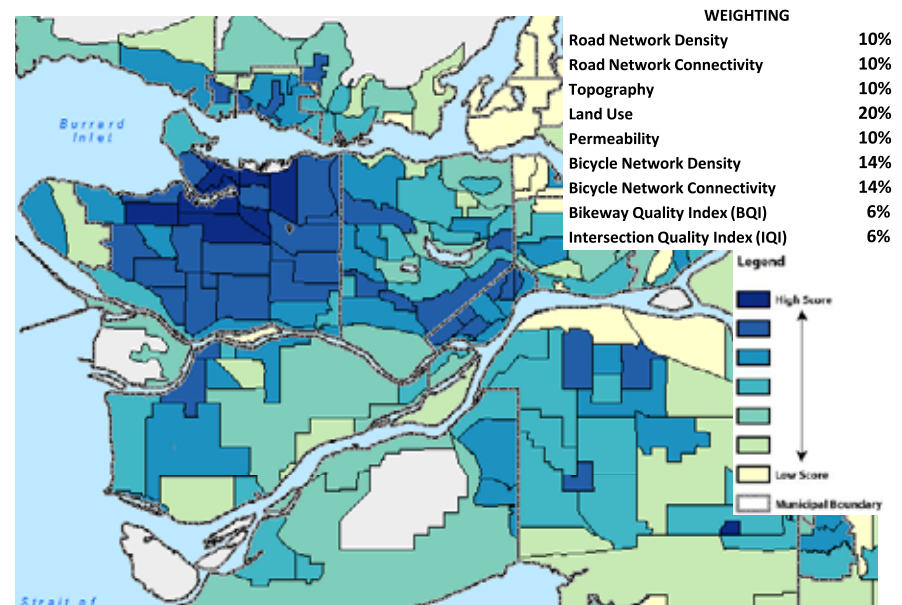 WEIGHTING
Road Network Density 10%
Road Network Connectivity 10%
Topography 10%
Land Use 20%
Permeability 10%
Bicycle Network Density 14%
Bicycle Network Connectivity 14%
Bikeway Quality Index (BQI) 6%
Intersection Quality Index (IQI) 6%
Burrard
Inlet
Legend
High Score
Low Score
Municipal Boundary
Strait of